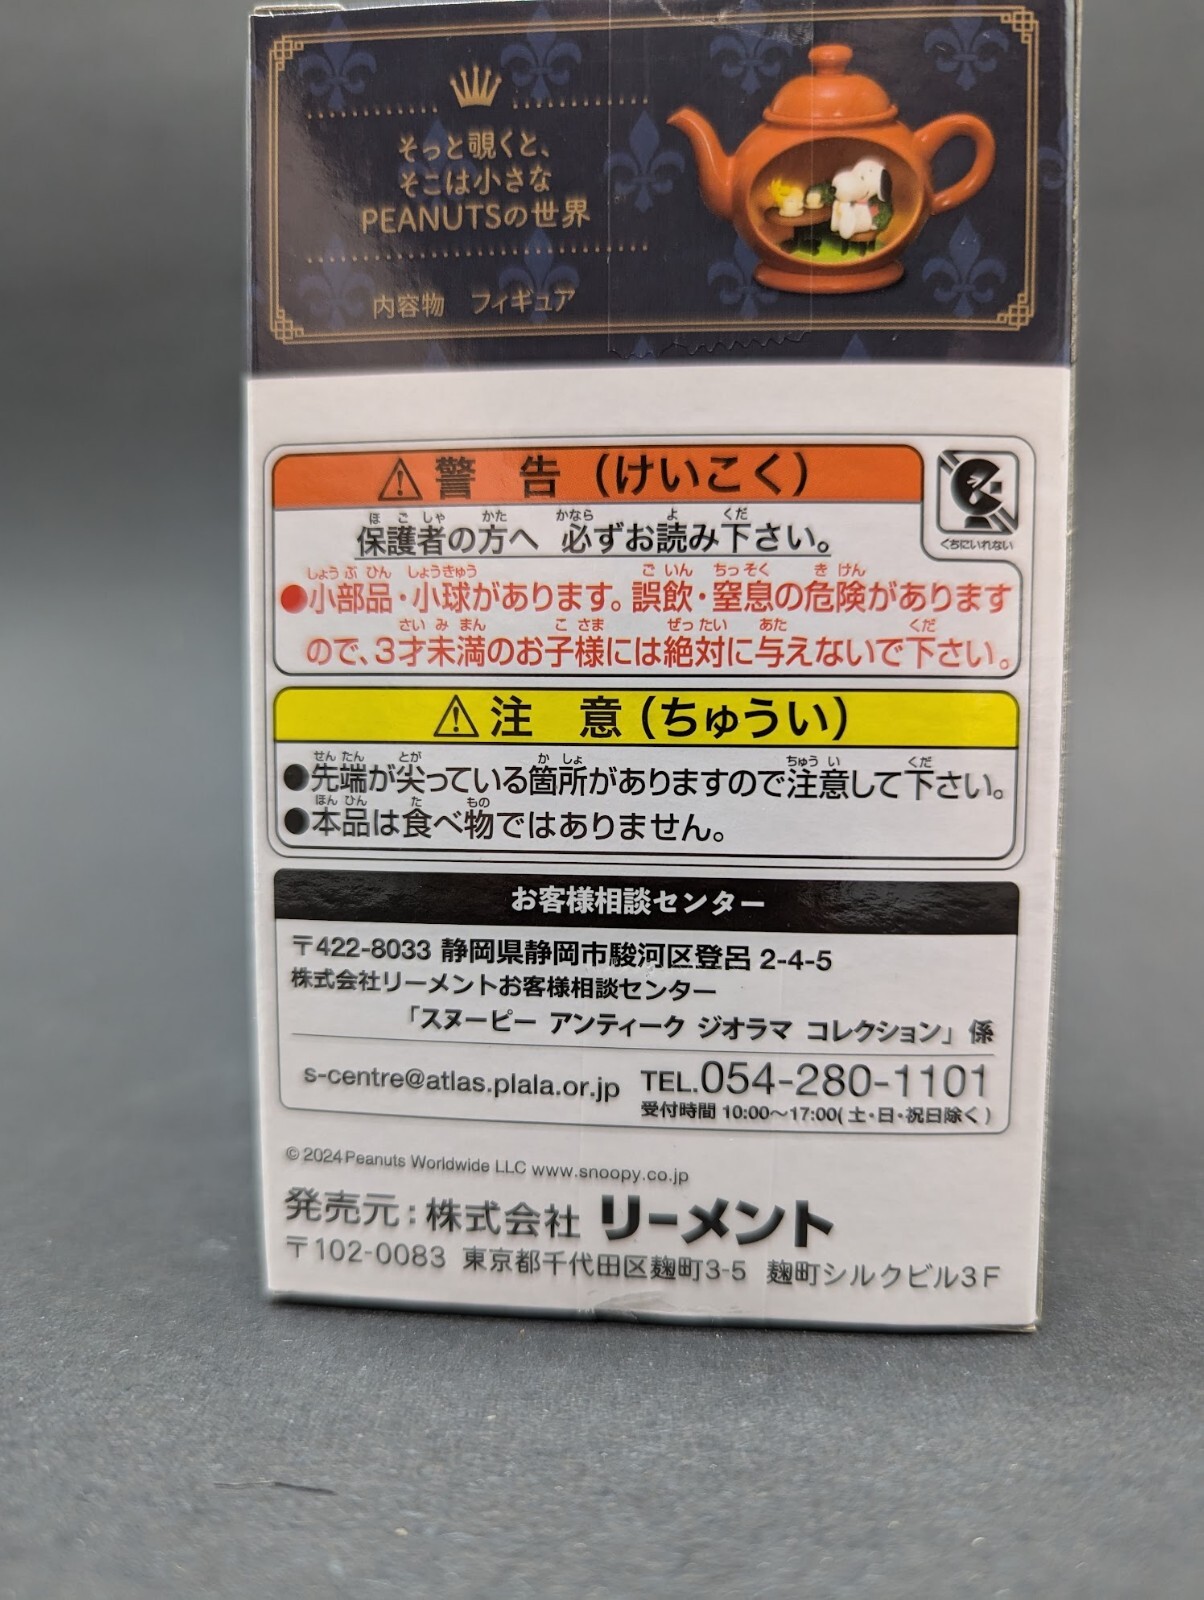 そっと覗くと、
そこは小さな
PEANUTSの世界
内容物　フィギュア
⚠警　告（けいこく）
くちにいれない
保護者の方へ　必ずお読み下さい。
●小部品・小球があります。誤飲・窒息の危険があります
ので、3才未満のお子様には絶対に与えないで下さい。
⚠注　意（ちゅうい）
●先端が尖っている箇所がありますので注意して下さい。
●本品は食べ物ではありません。
お客様相談センター
〒422-8033 静岡県静岡市駿河区登呂 2-4-5
株式会社リーメントお客様相談センター
「スヌーピー アンティーク ジオラマ コレクション」係
s-centre@atlas.plala.or.jp TEL.054-280-1101
受付時間 10:00〜17:00(土・日・祝日除く)
© 2024 Peanuts Worldwide LLC www.snoopy.co.jp
発売元：株式会社 リーメント
〒102-0083 東京都千代田区麹町3-5 麹町シルクビル3F